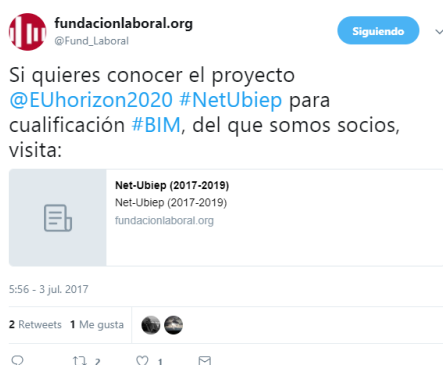 fundacionlaboral.org
@Fund_Laboral
Siguiendo
Si quieres conocer el proyecto
@EUhorizon2020 #NetUbiep para
cualificación #BIM, del que somos socios,
visita:
Net-Ubiep (2017-2019)
Net-Ubiep (2017-2019)
fundacionlaboral.org
5:56 - 3 jul. 2017
2 Retweets 1 Me gusta
2 1